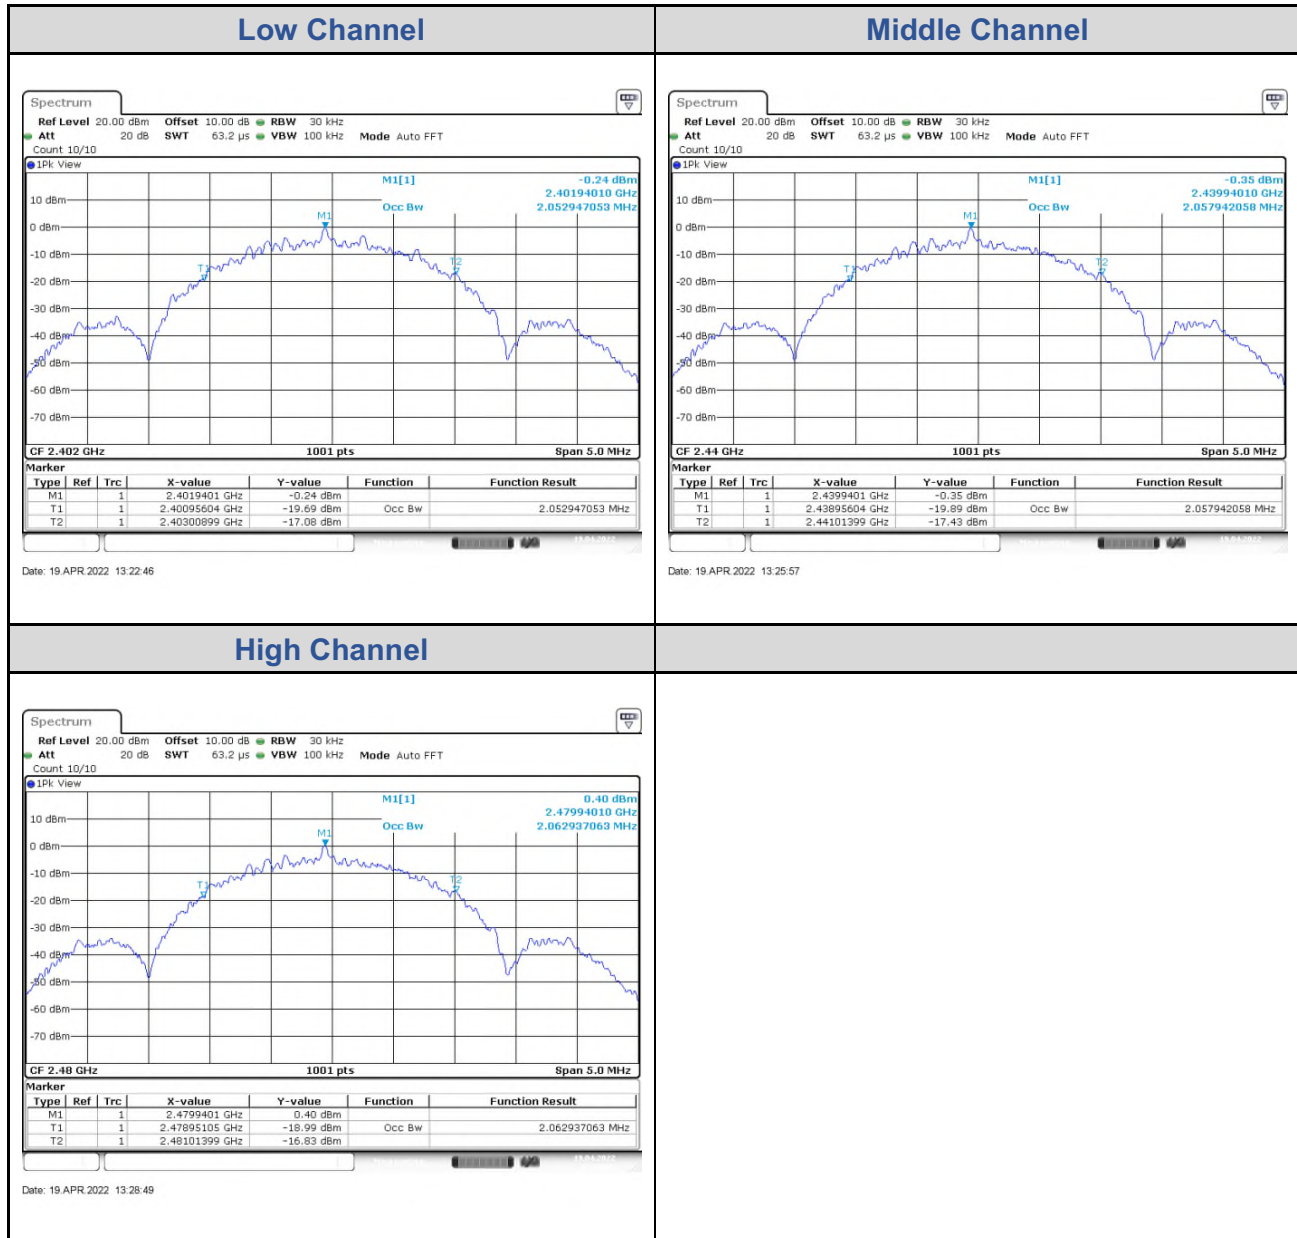 Low Channel
Middle Channel
Spectrum
Ref Level 20.00 dBm Offset 10.00 dB RBW 30 kHz
Att 20 dB SWT 63.2 µs VBW 100 kHz Mode Auto FFT
Count 10/10
1Pk View
M1[1] -0.24 dBm
2.40194010 GHz
Occ Bw 2.052947053 MHz
10 dBm
0 dBm
-10 dBm
-20 dBm
-30 dBm
-40 dBm
-50 dBm
-60 dBm
-70 dBm
M1
T1
T2
CF 2.402 GHz 1001 pts Span 5.0 MHz
Marker
Type Ref Trc X-value Y-value Function Function Result
M1 1 2.4019401 GHz -0.24 dBm
T1 1 2.40095604 GHz -19.69 dBm Occ Bw 2.052947053 MHz
T2 1 2.40300899 GHz -17.08 dBm
Date: 19.APR.2022 13:22:46
Spectrum
Ref Level 20.00 dBm Offset 10.00 dB RBW 30 kHz
Att 20 dB SWT 63.2 µs VBW 100 kHz Mode Auto FFT
Count 10/10
1Pk View
M1[1] -0.35 dBm
2.43994010 GHz
Occ Bw 2.057942058 MHz
10 dBm
0 dBm
-10 dBm
-20 dBm
-30 dBm
-40 dBm
-50 dBm
-60 dBm
-70 dBm
M1
T1
T2
CF 2.44 GHz 1001 pts Span 5.0 MHz
Marker
Type Ref Trc X-value Y-value Function Function Result
M1 1 2.4399401 GHz -0.35 dBm
T1 1 2.43895604 GHz -19.89 dBm Occ Bw 2.057942058 MHz
T2 1 2.44101399 GHz -17.43 dBm
Date: 19.APR.2022 13:25:57
High Channel
Spectrum
Ref Level 20.00 dBm Offset 10.00 dB RBW 30 kHz
Att 20 dB SWT 63.2 µs VBW 100 kHz Mode Auto FFT
Count 10/10
1Pk View
M1[1] 0.40 dBm
2.47994010 GHz
Occ Bw 2.062937063 MHz
10 dBm
0 dBm
-10 dBm
-20 dBm
-30 dBm
-40 dBm
-50 dBm
-60 dBm
-70 dBm
M1
T1
T2
CF 2.48 GHz 1001 pts Span 5.0 MHz
Marker
Type Ref Trc X-value Y-value Function Function Result
M1 1 2.4799401 GHz 0.40 dBm
T1 1 2.47895105 GHz -18.99 dBm Occ Bw 2.062937063 MHz
T2 1 2.48101399 GHz -16.83 dBm
Date: 19.APR.2022 13:28:49